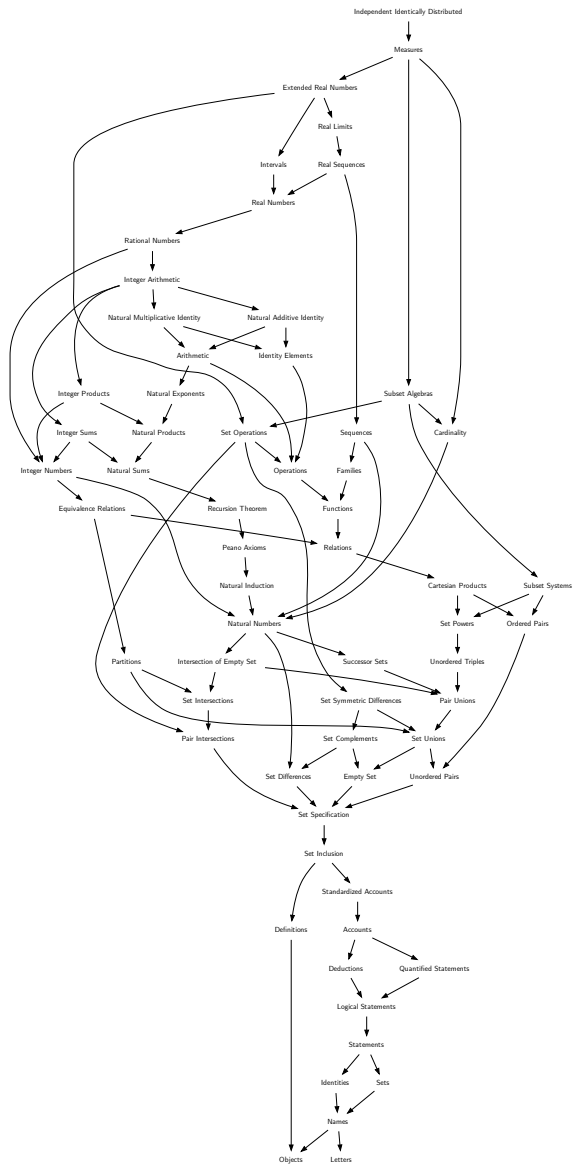 Independent Identically Distributed
Measures
Extended Real Numbers
Real Limits
Intervals
Real Sequences
Real Numbers
Rational Numbers
Integer Arithmetic
Natural Multiplicative Identity
Natural Additive Identity
Arithmetic
Identity Elements
Integer Products
Natural Exponents
Subset Algebras
Integer Sums
Natural Products
Set Operations
Sequences
Cardinality
Integer Numbers
Natural Sums
Operations
Families
Equivalence Relations
Recursion Theorem
Functions
Peano Axioms
Relations
Natural Induction
Cartesian Products
Subset Systems
Natural Numbers
Set Powers
Ordered Pairs
Partitions
Intersection of Empty Set
Successor Sets
Unordered Triples
Set Intersections
Set Symmetric Differences
Pair Unions
Pair Intersections
Set Complements
Set Unions
Set Differences
Empty Set
Unordered Pairs
Set Specification
Set Inclusion
Standardized Accounts
Definitions
Accounts
Deductions
Quantified Statements
Logical Statements
Statements
Identities
Sets
Names
Objects
Letters